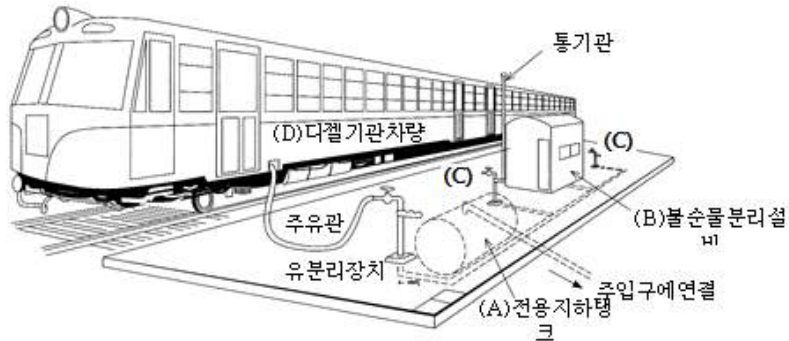 통기관
(D)디젤기관차량
(C)
(C)
(B)불순물분리설
비
주유관
유분리장치
주입구에연결
(A)전용지하탱
크